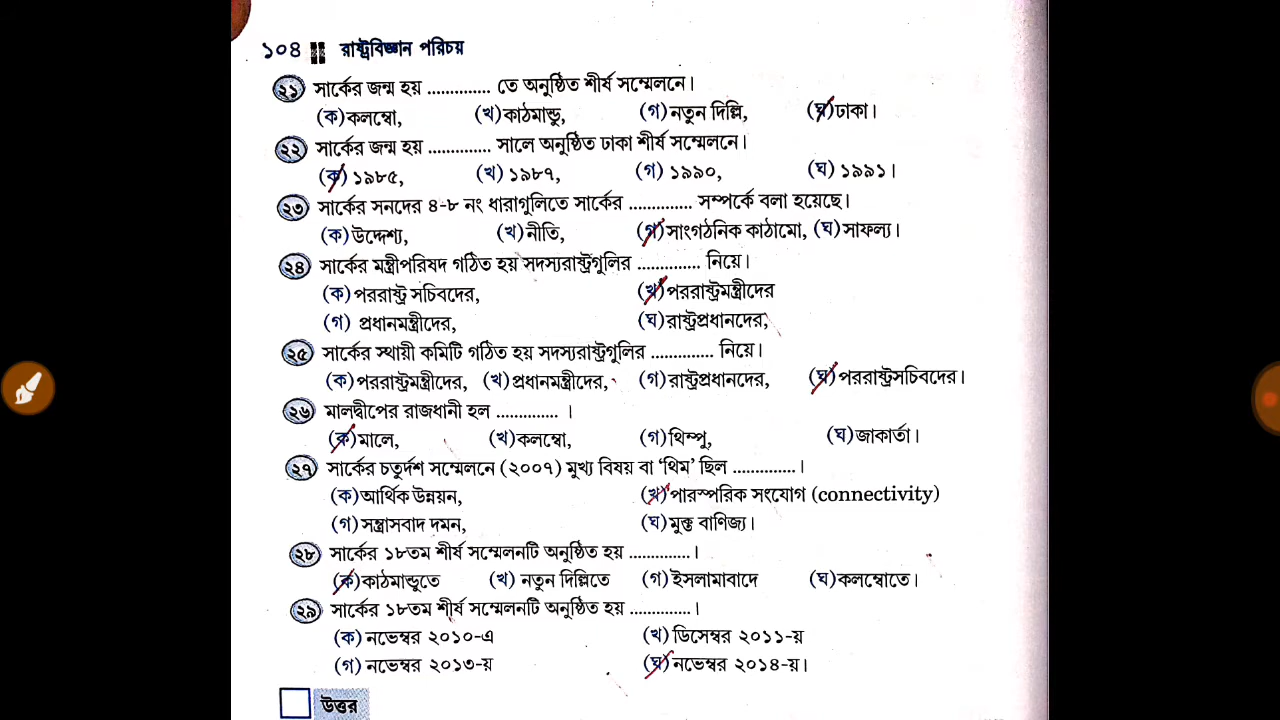 ১০৪ রাষ্ট্রবিজ্ঞান পরিচয়
২১ সার্কের জন্ম হয় .............. তে অনুষ্ঠিত শীর্ষ সম্মেলনে।
(ক) কলম্বো, (খ) কাঠমান্ডু, (গ) নতুন দিল্লি, (ঘ) ঢাকা।
২২ সার্কের জন্ম হয় .............. সালে অনুষ্ঠিত ঢাকা শীর্ষ সম্মেলনে।
(ক) ১৯৮৫, (খ) ১৯৮৭, (গ) ১৯৯০, (ঘ) ১৯৯১।
২৩ সার্কের সনদের ৪-৮ নং ধারাগুলিতে সার্কের .............. সম্পর্কে বলা হয়েছে।
(ক) উদ্দেশ্য, (খ) নীতি, (গ) সাংগঠনিক কাঠামো, (ঘ) সাফল্য।
২৪ সার্কের মন্ত্রীপরিষদ গঠিত হয় সদস্যরাষ্ট্রগুলির .............. নিয়ে।
(ক) পররাষ্ট্র সচিবদের, (খ) পররাষ্ট্রমন্ত্রীদের
(গ) প্রধানমন্ত্রীদের, (ঘ) রাষ্ট্রপ্রধানদের,
২৫ সার্কের স্থায়ী কমিটি গঠিত হয় সদস্যরাষ্ট্রগুলির .............. নিয়ে।
(ক) পররাষ্ট্রমন্ত্রীদের, (খ) প্রধানমন্ত্রীদের, (গ) রাষ্ট্রপ্রধানদের, (ঘ) পররাষ্ট্রসচিবদের।
২৬ মালদ্বীপের রাজধানী হল .............. ।
(ক) মালে, (খ) কলম্বো, (গ) থিম্পু, (ঘ) জাকার্তা।
২৭ সার্কের চতুর্দশ সম্মেলনে (২০০৭) মুখ্য বিষয় বা ‘থিম’ ছিল ..............।
(ক) আর্থিক উন্নয়ন, (খ) পারস্পরিক সংযোগ (connectivity)
(গ) সন্ত্রাসবাদ দমন, (ঘ) মুক্ত বাণিজ্য।
২৮ সার্কের ১৮তম শীর্ষ সম্মেলনটি অনুষ্ঠিত হয় ..............।
(ক) কাঠমান্ডুতে (খ) নতুন দিল্লিতে (গ) ইসলামাবাদে (ঘ) কলম্বোতে।
২৯ সার্কের ১৮তম শীর্ষ সম্মেলনটি অনুষ্ঠিত হয় ..............।
(ক) নভেম্বর ২০১০-এ (খ) ডিসেম্বর ২০১১-য়
(গ) নভেম্বর ২০১৩-য় (ঘ) নভেম্বর ২০১৪-য়।
উত্তর